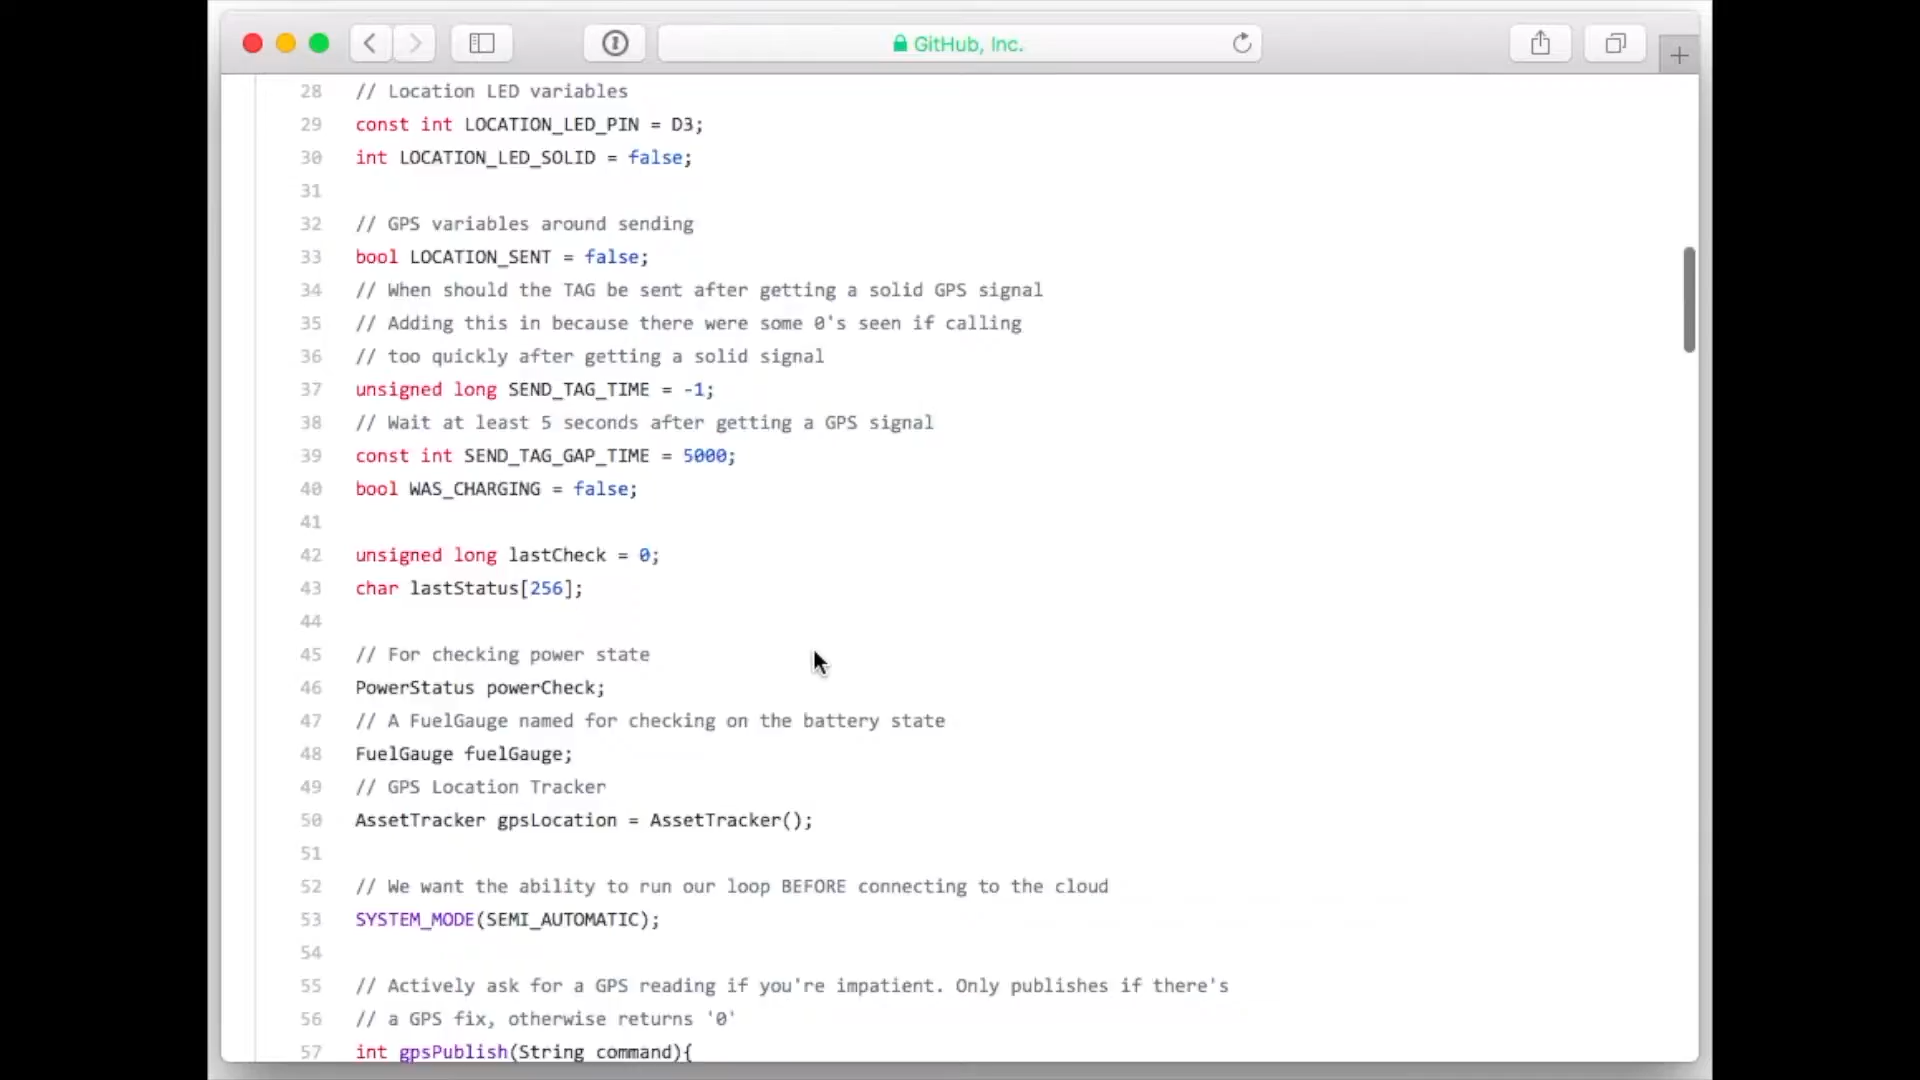 GitHub, Inc.
28 // Location LED variables
29 const int LOCATION_LED_PIN = D3;
30 int LOCATION_LED_SOLID = false;
31
32 // GPS variables around sending
33 bool LOCATION_SENT = false;
34 // When should the TAG be sent after getting a solid GPS signal
35 // Adding this in because there were some 0's seen if calling
36 // too quickly after getting a solid signal
37 unsigned long SEND_TAG_TIME = -1;
38 // Wait at least 5 seconds after getting a GPS signal
39 const int SEND_TAG_GAP_TIME = 5000;
40 bool WAS_CHARGING = false;
41
42 unsigned long lastCheck = 0;
43 char lastStatus[256];
44
45 // For checking power state
46 PowerStatus powerCheck;
47 // A FuelGauge named for checking on the battery state
48 FuelGauge fuelGauge;
49 // GPS Location Tracker
50 AssetTracker gpsLocation = AssetTracker();
51
52 // We want the ability to run our loop BEFORE connecting to the cloud
53 SYSTEM_MODE(SEMI_AUTOMATIC);
54
55 // Actively ask for a GPS reading if you're impatient. Only publishes if there's
56 // a GPS fix, otherwise returns '0'
57 int gpsPublish(String command){